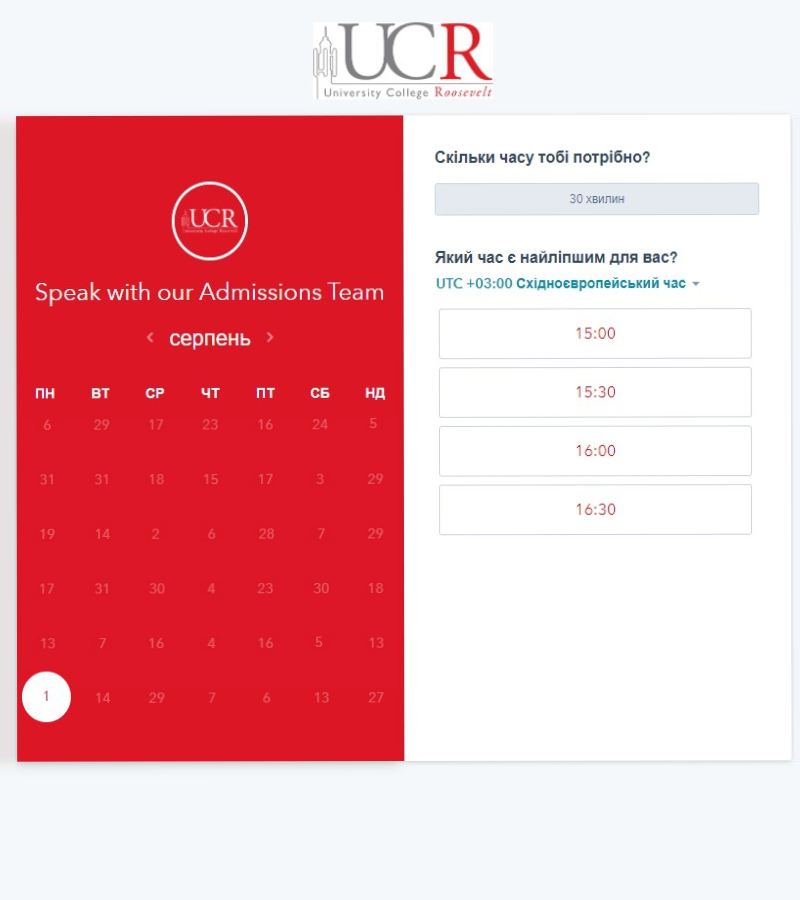 UCR
University College Roosevelt
UCR
Speak with our Admissions Team
серпень
ПН ВТ СР ЧТ ПТ СБ НД
6 29 17 23 16 24 5
31 31 18 15 17 3 29
19 14 2 6 28 7 29
17 31 30 4 23 30 18
13 7 16 4 16 5 13
1 14 29 7 6 13 27
Скільки часу тобі потрібно?
30 хвилин
Який час є найліпшим для вас?
UTC +03:00 Східноєвропейський час
15:00
15:30
16:00
16:30